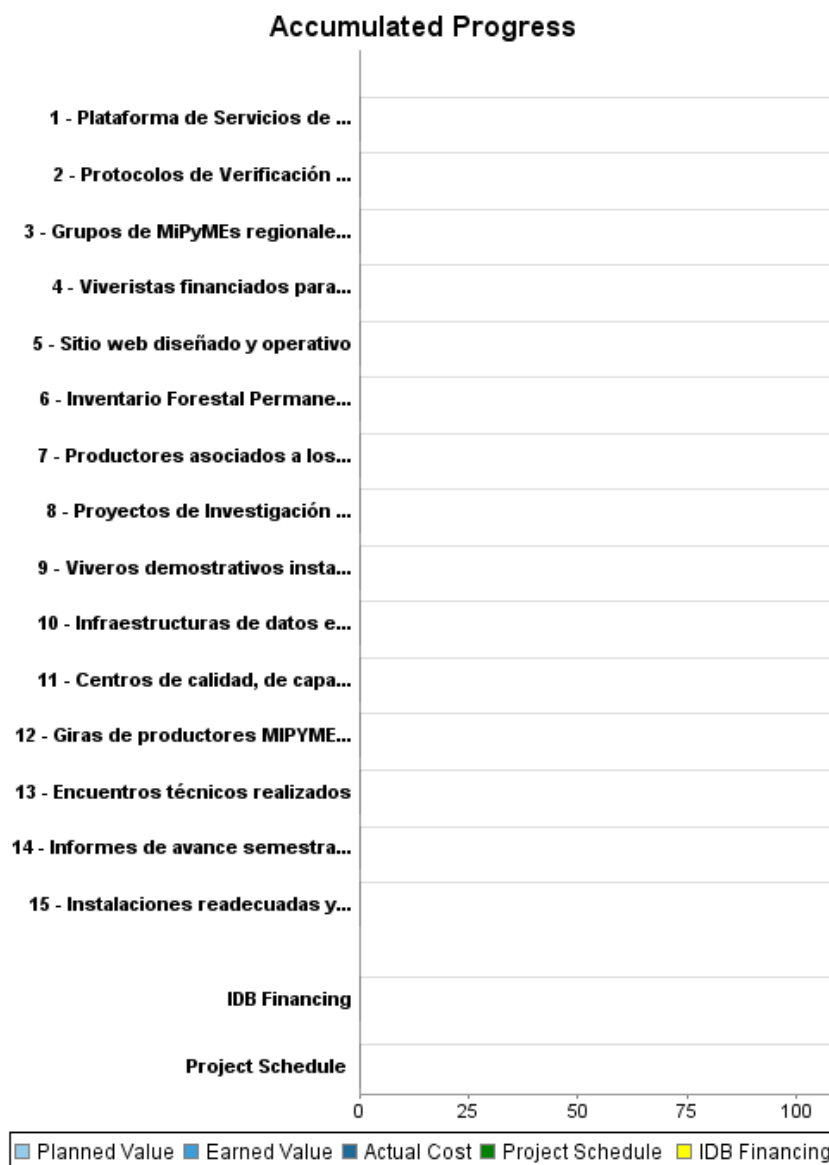 Accumulated Progress
1 - Plataforma de Servicios de ...
2 - Protocolos de Verificación ...
3 - Grupos de MiPyMEs regionale...
4 - Viveristas financiados para...
5 - Sitio web diseñado y operativo
6 - Inventario Forestal Permane...
7 - Productores asociados a los...
8 - Proyectos de Investigación ...
9 - Viveros demostrativos insta...
10 - Infraestructuras de datos e...
11 - Centros de calidad, de capa...
12 - Giras de productores MIPYME...
13 - Encuentros técnicos realizados
14 - Informes de avance semestra...
15 - Instalaciones readecuadas y...
IDB Financing
Project Schedule
0 25 50 75 100
Planned Value Earned Value Actual Cost Project Schedule IDB Financing